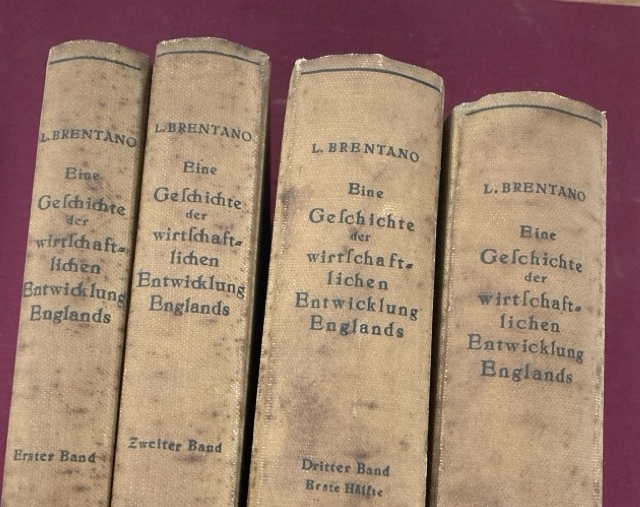 L. BRENTANO
Eine
Geſchichte
der
wirtſchaft-
lichen
Entwicklung
Englands
Erster Band
L. BRENTANO
Eine
Geſchichte
der
wirtſchaft-
lichen
Entwicklung
Englands
Zweiter Band
L. BRENTANO
Eine
Geſchichte
der
wirtſchaft-
lichen
Entwicklung
Englands
Dritter Band
Erste Hälfte
L. BRENTANO
Eine
Geſchichte
der
wirtſchaft-
lichen
Entwicklung
Englands